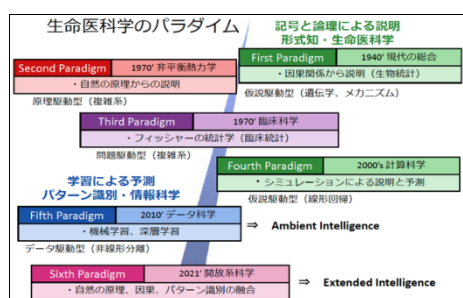 生命医科学のパラダイム
記号と論理による説明
形式知・生命医科学
First Paradigm 1940’ 現代の総合
・因果関係から説明（生物統計）
仮説駆動型（遺伝学、メカニズム）
Second Paradigm 1970’ 非平衡熱力学
・自然の原理からの説明
原理駆動型（複雑系）
Third Paradigm 1970’ 臨床科学
・フィッシャーの統計学（臨床統計）
問題駆動型（複雑系）
Fourth Paradigm 2000’s 計算科学
・シミュレーションによる説明と予測
仮説駆動型（線形回帰）
学習による予測
パターン識別・情報科学
Fifth Paradigm 2010’ データ科学
・機械学習、深層学習
データ駆動型（非線形分離）
⇒ Ambient Intelligence
Sixth Paradigm 2021’ 開放系科学
・自然の原理、因果、パターン識別の融合
⇒ Extended Intelligence